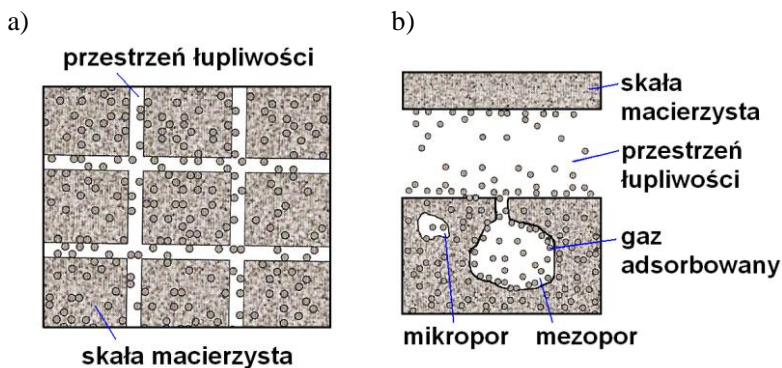 a)
przestrzeń łupliwości
skała macierzysta
b)
skała
macierzysta
przestrzeń
łupliwości
gaz
adsorbowany
mikropor
mezopor